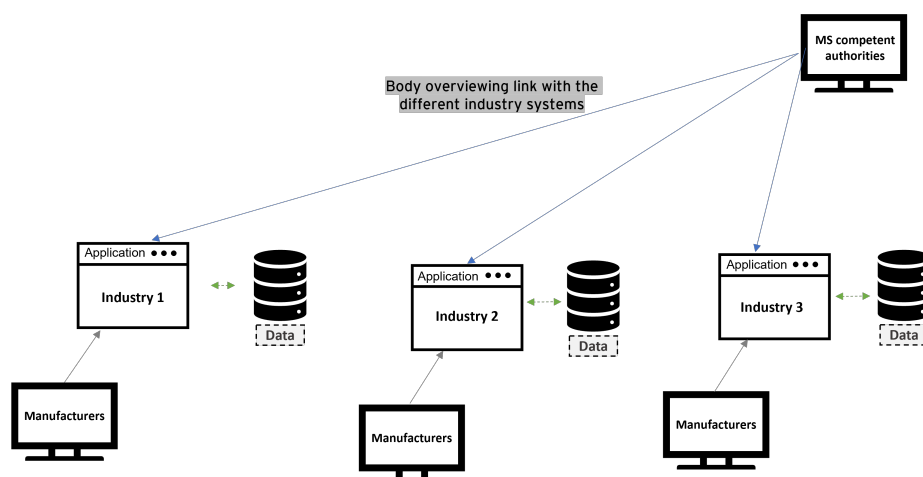 MS competent
authorities
Body overviewing link with the
different industry systems
Application
Industry 1
Data
Application
Industry 2
Data
Application
Industry 3
Data
Manufacturers
Manufacturers
Manufacturers